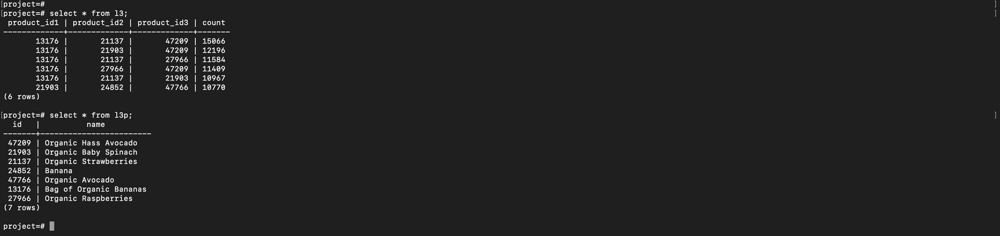 [project=# ]
[project=# select * from l3; ]
 product_id1 | product_id2 | product_id3 | count
-------------+-------------+-------------+-------
       13176 |       21137 |       47209 | 15066
       13176 |       21903 |       47209 | 12196
       13176 |       21137 |       27966 | 11584
       13176 |       27966 |       47209 | 11409
       13176 |       21137 |       21903 | 10967
       21903 |       24852 |       47766 | 10770
(6 rows)
[project=# select * from l3p; ]
  id   |          name
-------+------------------------
 47209 | Organic Hass Avocado
 21903 | Organic Baby Spinach
 21137 | Organic Strawberries
 24852 | Banana
 47766 | Organic Avocado
 13176 | Bag of Organic Bananas
 27966 | Organic Raspberries
(7 rows)
project=#